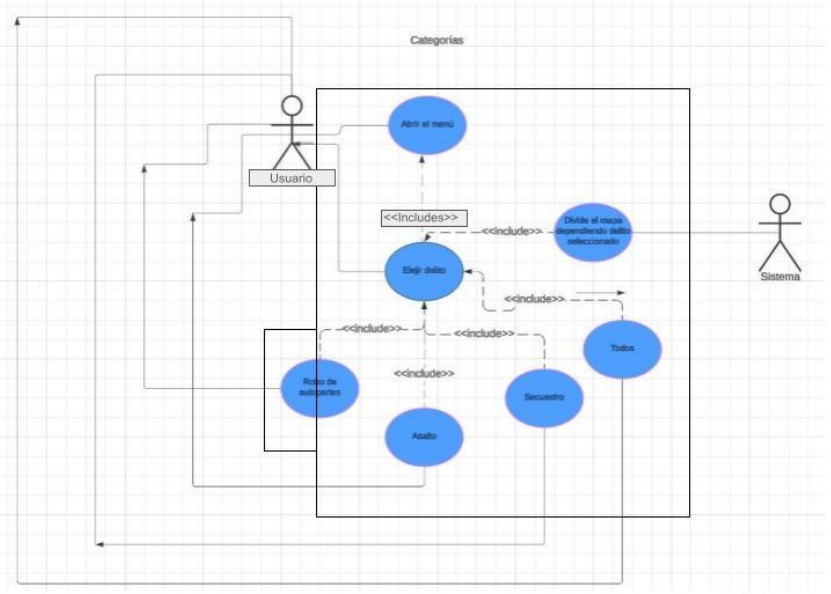 Categorías
Abrir el menú
Usuario
<<Includes>>
Divide el mapa
dependiendo delito
seleccionado
<<include>>
Elejir delito
Sistema
<<include>>
<<include>>
<<include>>
Todos
<<include>>
Robo de
autopartes
Secuestro
Asalto